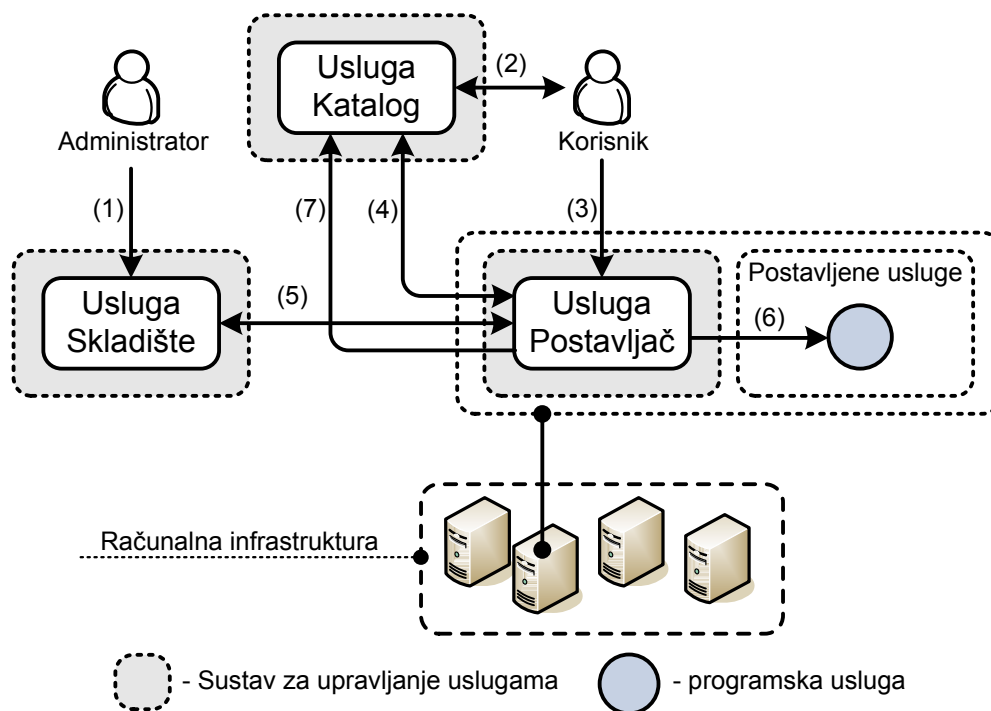 Usluga
Katalog
(2)
Administrator
Korisnik
(1)
(7)
(4)
(3)
Usluga
Skladište
(5)
Usluga
Postavljač
Postavljene usluge
(6)
Računalna infrastruktura
- Sustav za upravljanje uslugama
- programska usluga